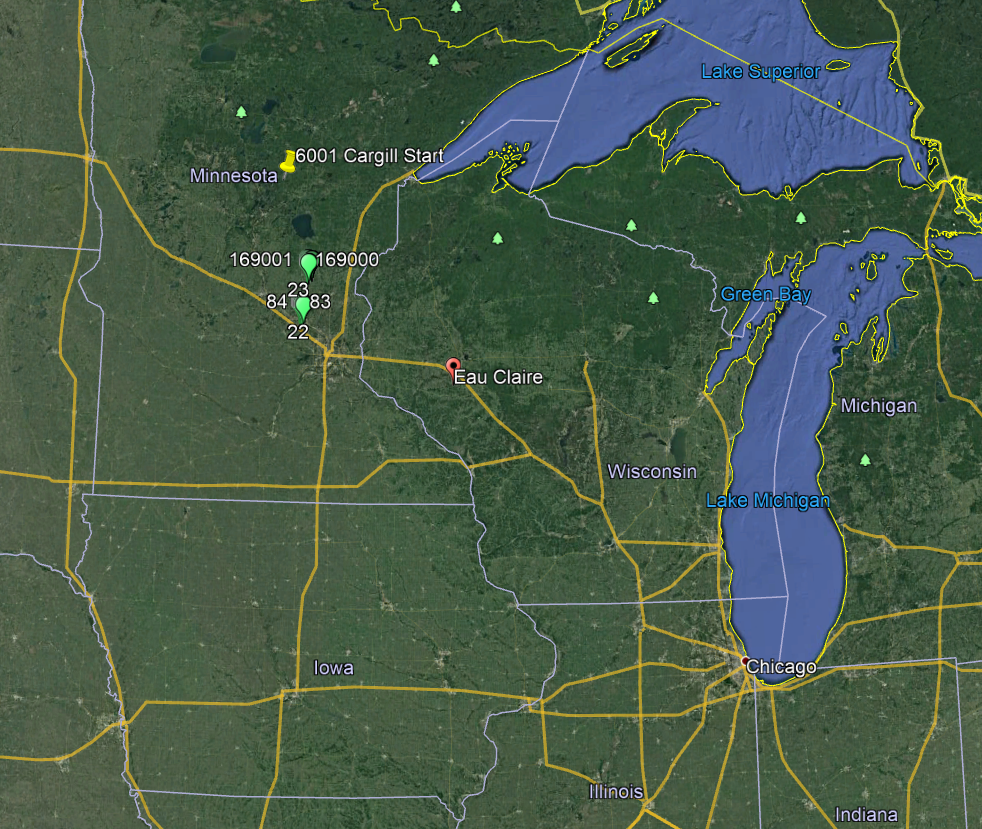 Lake Superior
6001 Cargill Start
Minnesota
169001
169000
23
84
83
22
Green Bay
Eau Claire
Michigan
Wisconsin
Lake Michigan
Iowa
Chicago
Illinois
Indiana